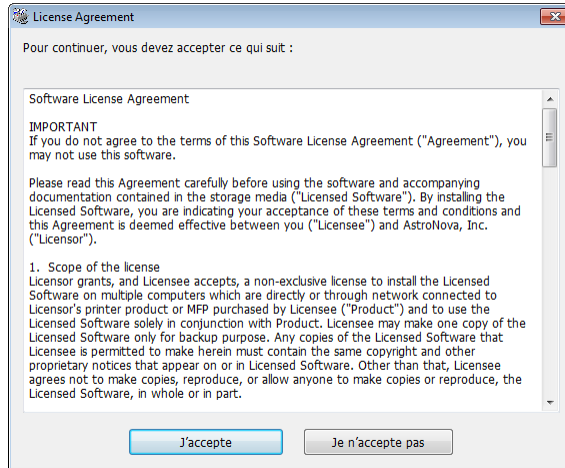 License Agreement
Pour continuer, vous devez accepter ce qui suit :
Software License Agreement
IMPORTANT
If you do not agree to the terms of this Software License Agreement ("Agreement"), you
may not use this software.
Please read this Agreement carefully before using the software and accompanying
documentation contained in the storage media ("Licensed Software"). By installing the
Licensed Software, you are indicating your acceptance of these terms and conditions and
this Agreement is deemed effective between you ("Licensee") and AstroNova, Inc.
("Licensor").
1.  Scope of the license
Licensor grants, and Licensee accepts, a non-exclusive license to install the Licensed
Software on multiple computers which are directly or through network connected to
Licensor's printer product or MFP purchased by Licensee ("Product") and to use the
Licensed Software solely in conjunction with Product. Licensee may make one copy of the
Licensed Software only for backup purpose. Any copies of the Licensed Software that
Licensee is permitted to make herein must contain the same copyright and other
proprietary notices that appear on or in Licensed Software. Other than that, Licensee
agrees not to make copies, reproduce, or allow anyone to make copies or reproduce, the
Licensed Software, in whole or in part.
J'accepte
Je n'accepte pas